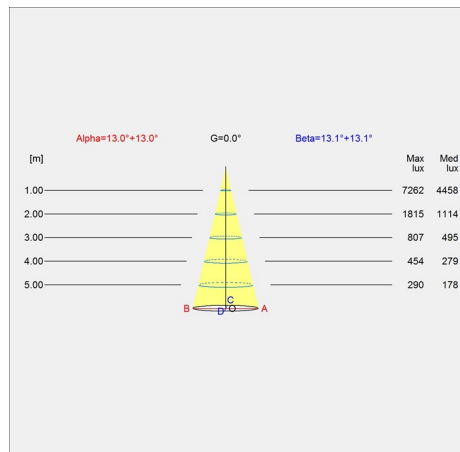 Alpha=13.0°+13.0° G=0.0° Beta=13.1°+13.1°
[m] Max lux Med lux
1.00 7262 4458
2.00 1815 1114
3.00 807 495
4.00 454 279
5.00 290 178
C
B D O A